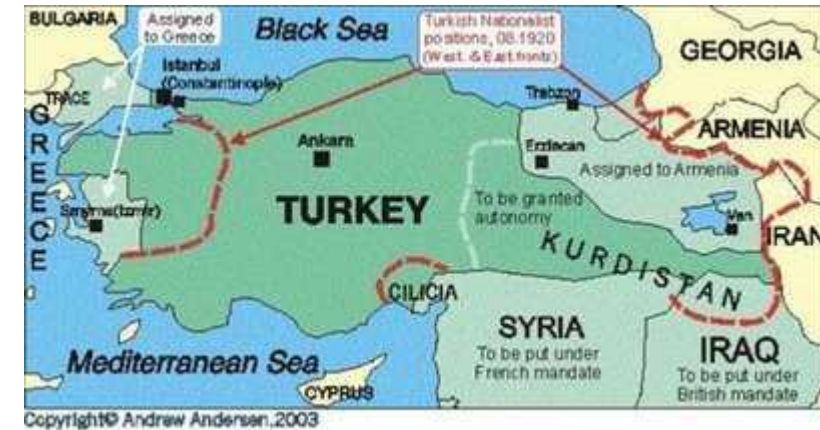 BULGARIA
Assigned
to Greece
Black Sea
Turkish Nationalist
positions, 08.1920
(West. & East.fronts)
GEORGIA
Istanbul
(Constantinople)
TRACE
Trabzon
ARMENIA
GREECE
Ankara
Erzincan
Assigned to Armenia
TURKEY
To be granted
autonomy
Smyrna(Izmir)
Van
IRAN
KURDISTAN
CILICIA
SYRIA
To be put under
French mandate
IRAQ
To be put under
British mandate
Mediterranean Sea
CYPRUS
Copyright© Andrew Andersen,2003